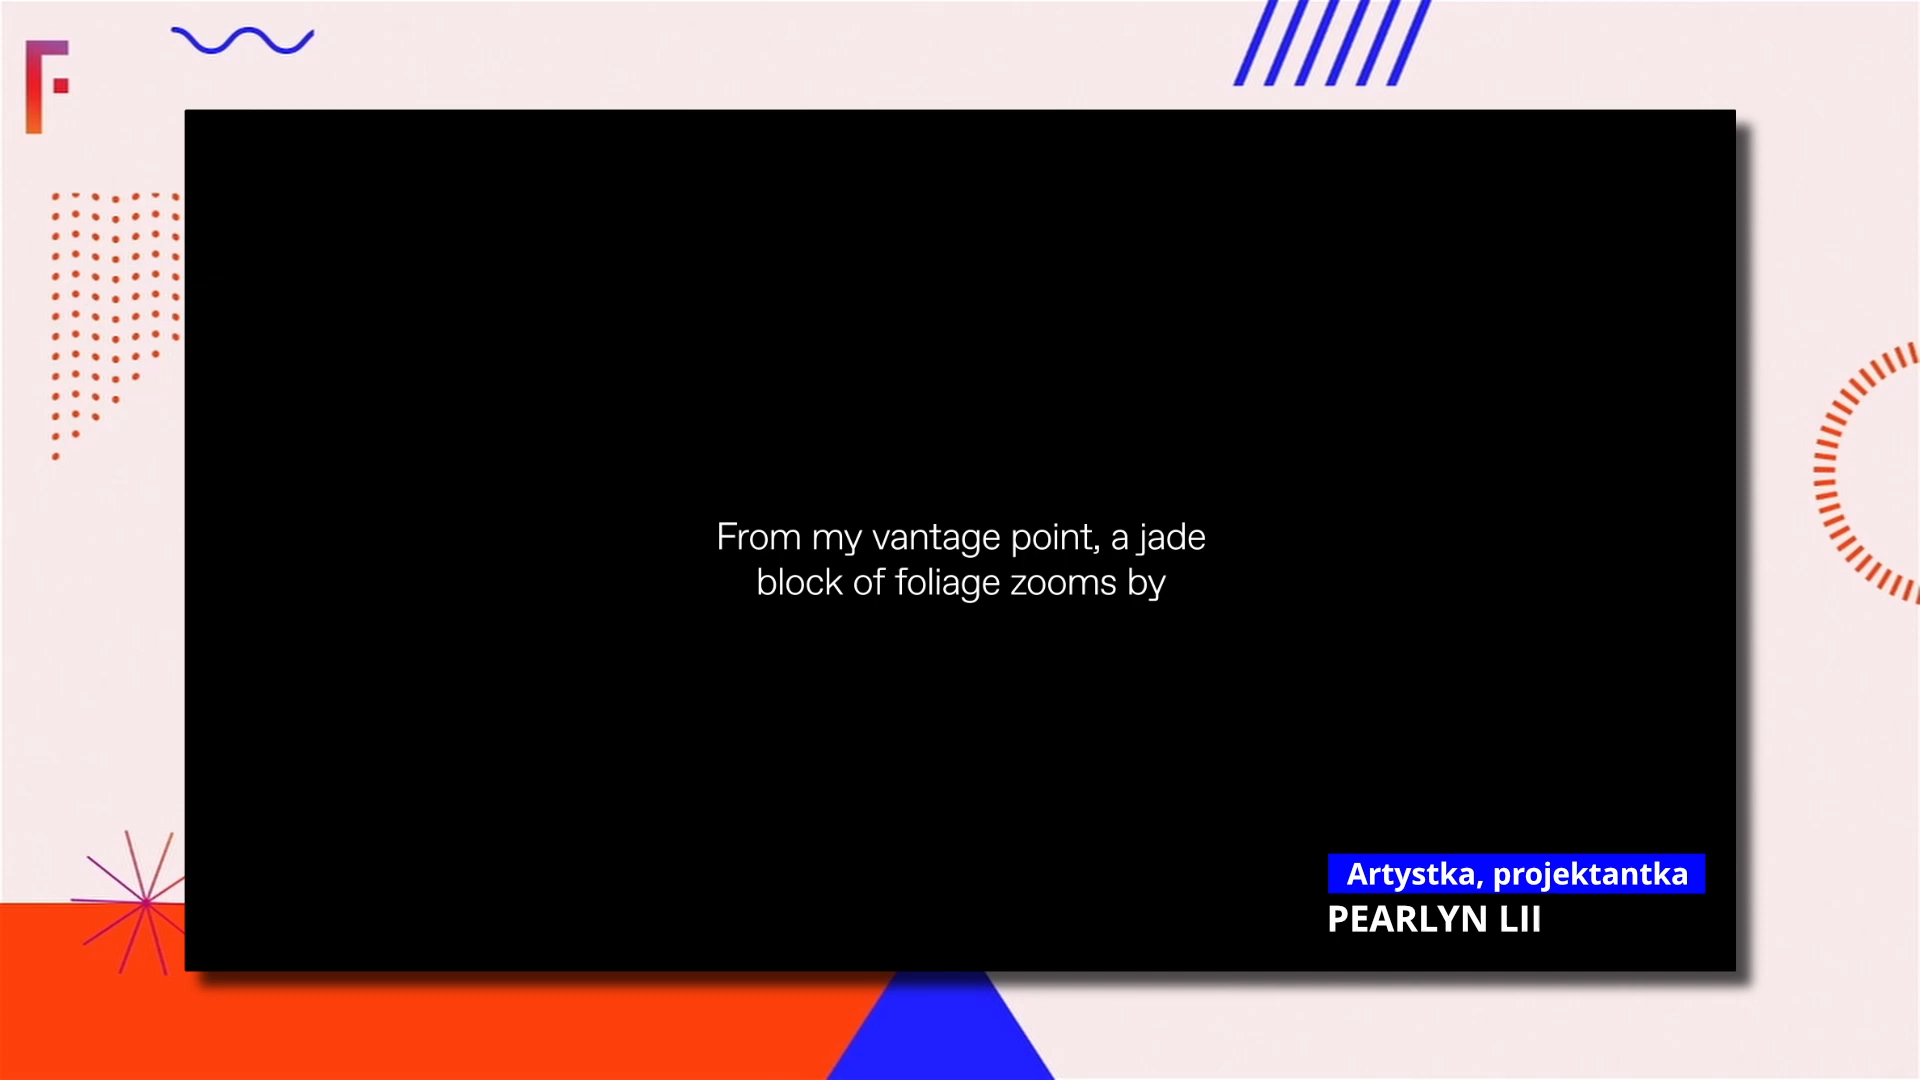 F
From my vantage point, a jade
block of foliage zooms by
Artystka, projektantka
PEARLYN LII